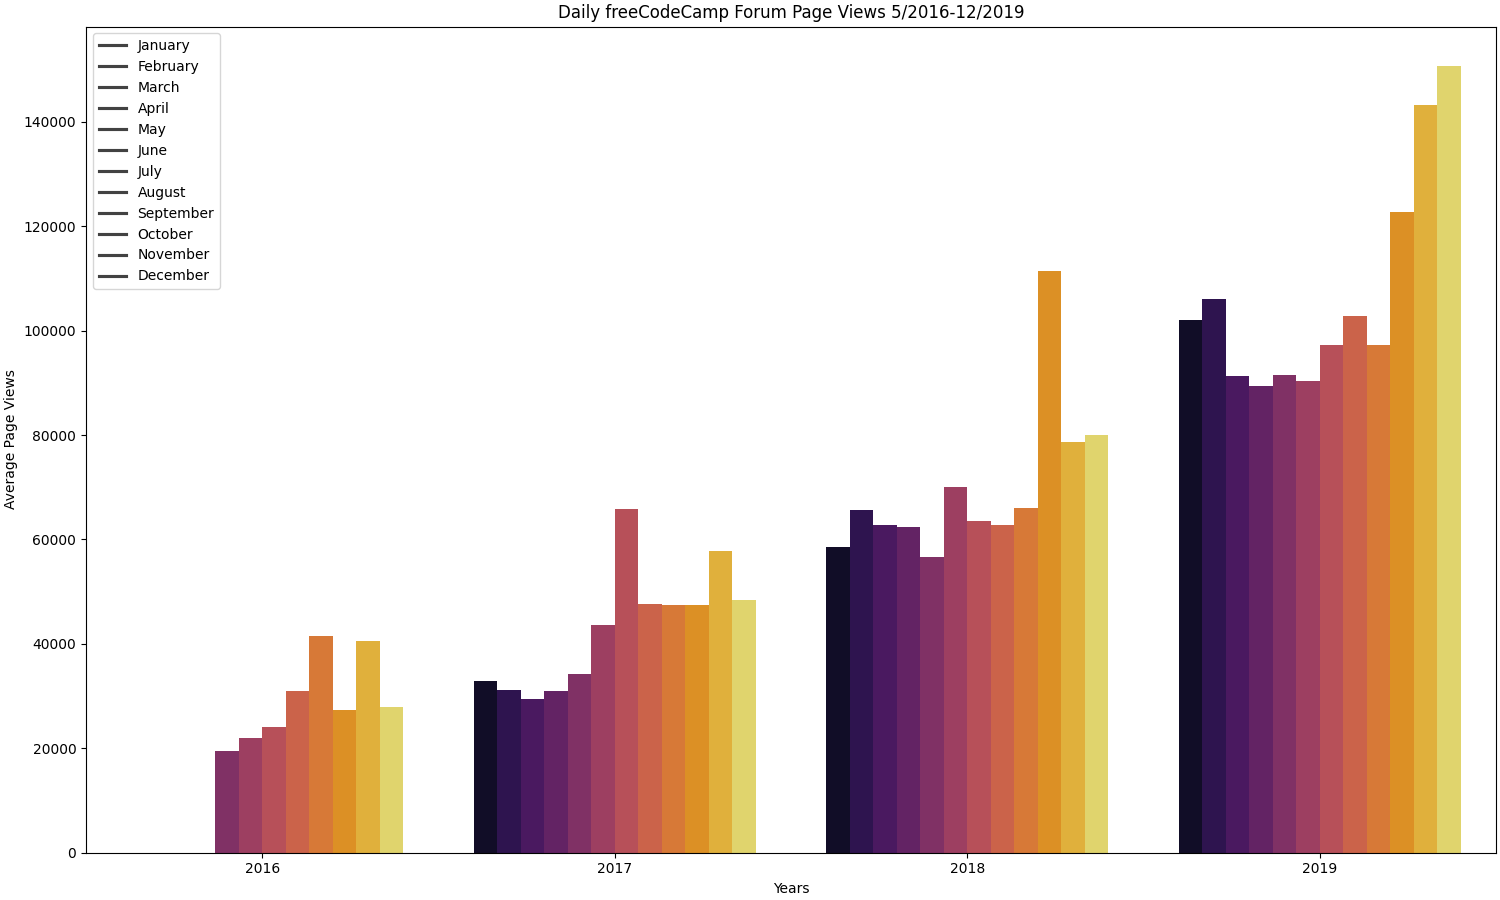 Daily freeCodeCamp Forum Page Views 5/2016-12/2019
January
February
March
April
May
June
July
August
September
October
November
December
140000
120000
100000
80000
60000
40000
20000
0
Average Page Views
2016
2017
2018
2019
Years